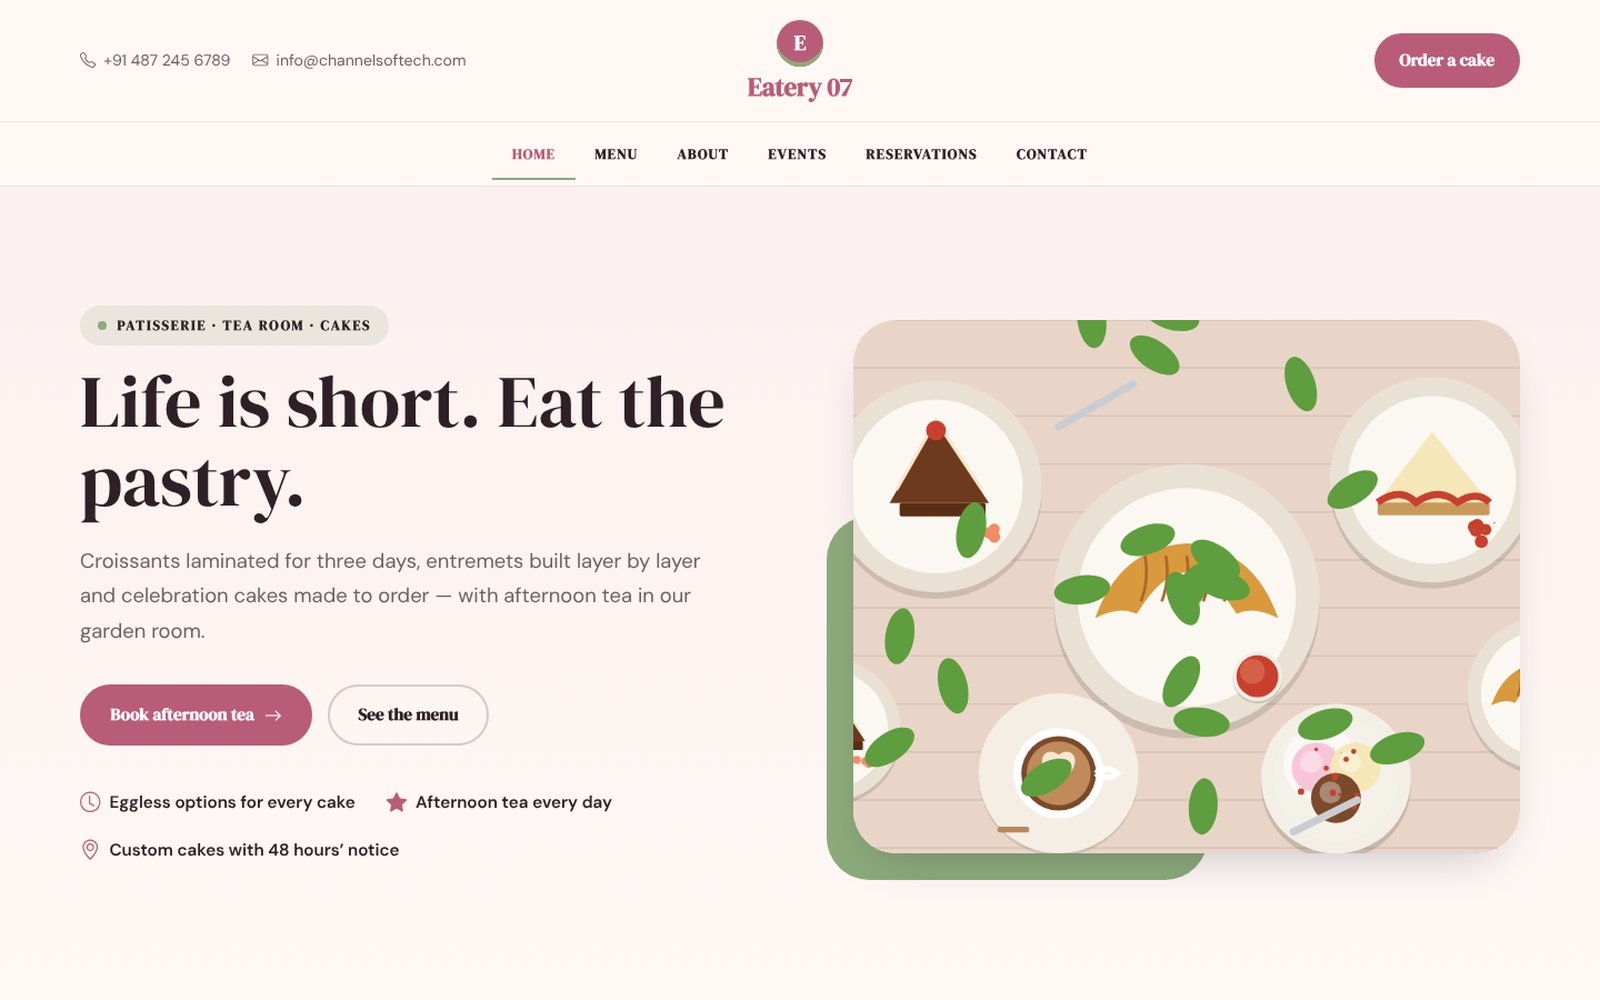 +91 487 245 6789
info@channelsoftech.com
E
Eatery 07
Order a cake
HOME
MENU
ABOUT
EVENTS
RESERVATIONS
CONTACT
PATISSERIE · TEA ROOM · CAKES
Life is short. Eat the
pastry.
Croissants laminated for three days, entremets built layer by layer
and celebration cakes made to order — with afternoon tea in our
garden room.
Book afternoon tea →
See the menu
Eggless options for every cake
Afternoon tea every day
Custom cakes with 48 hours’ notice